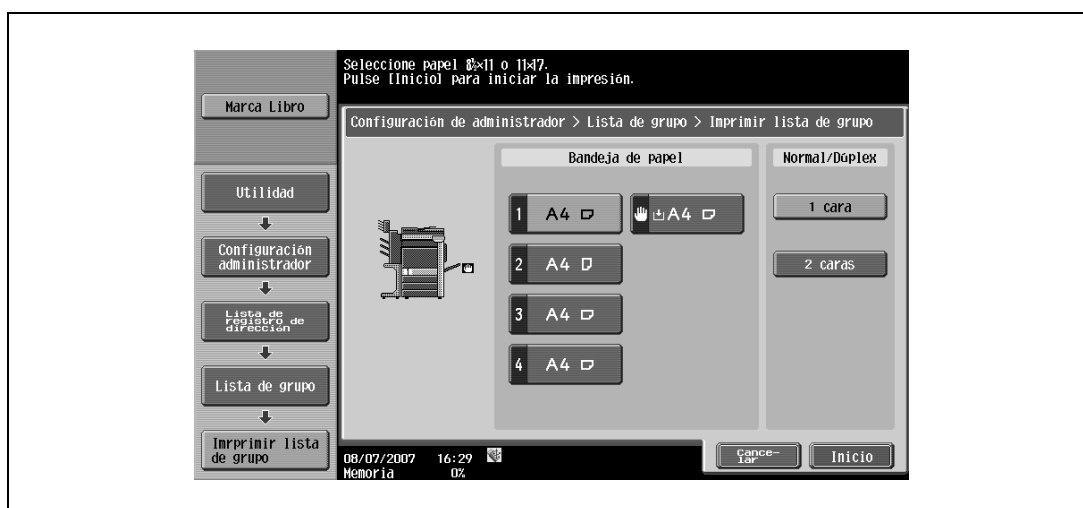 Seleccione papel 8½×11 o 11×17.
Pulse [Inicio] para iniciar la impresión.
Marca Libro
Configuración de administrador > Lista de grupo > Imprimir lista de grupo
Bandeja de papel
Normal/Dúplex
Utilidad
Configuración
administrador
Lista de
registro de
dirección
Lista de grupo
Imrprimir lista
de grupo
1 A4
A4
2 A4
3 A4
4 A4
1 cara
2 caras
08/07/2007 16:29
Memoria 0%
Cance-
lar
Inicio